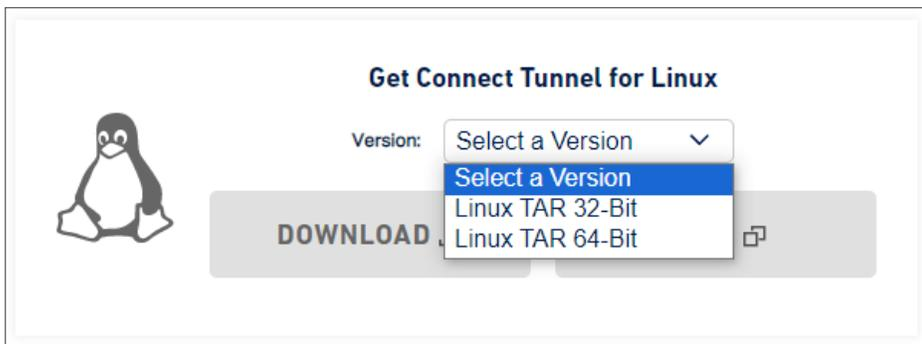 Get Connect Tunnel for Linux
Version: Select a Version
Select a Version
Linux TAR 32-Bit
Linux TAR 64-Bit
DOWNLOAD